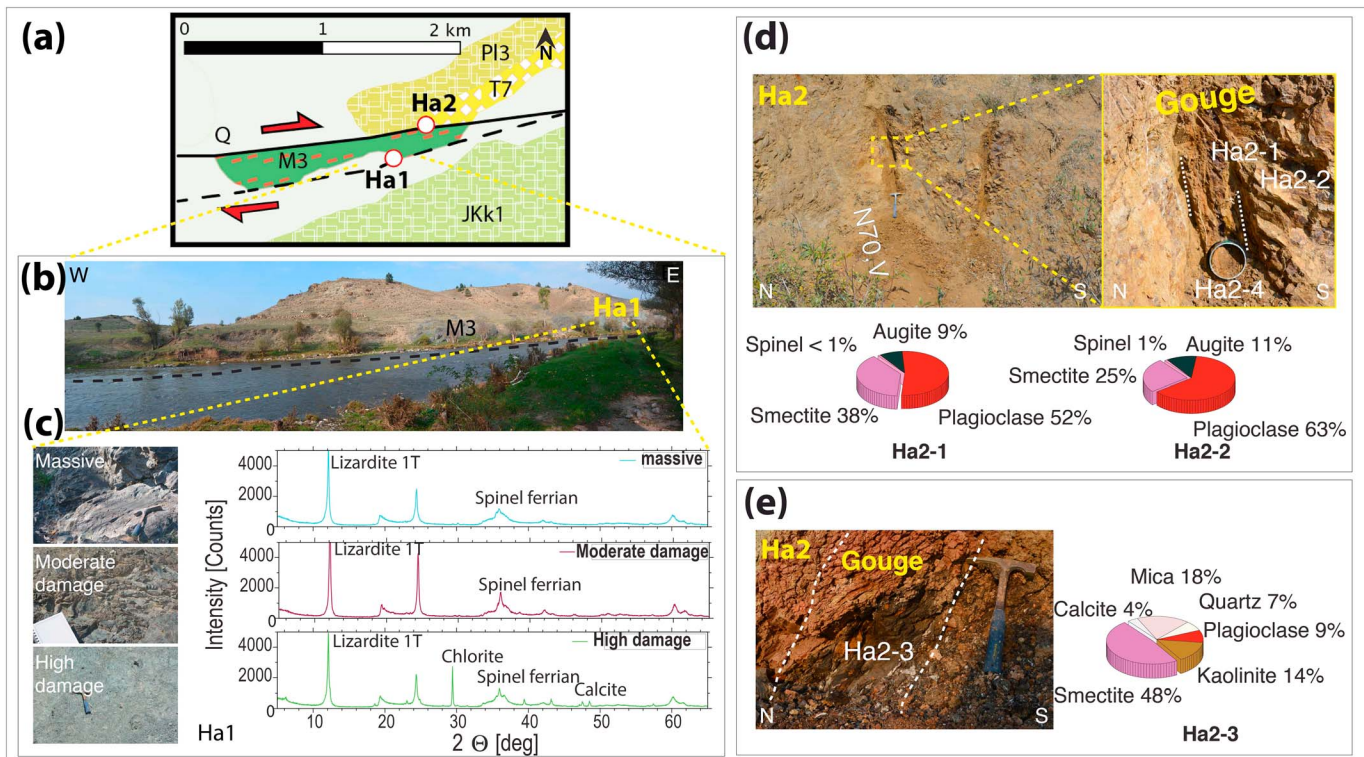 (a)
0 1 2 km
N
Pl3
T7
Ha2
Q
M3
Ha1
JKk1
(b)
W
E
Ha1
M3
(c)
Massive
Moderate
damage
High
damage
Ha1
Intensity [Counts]
4000
2000
0
Lizardite 1T
Spinel ferrian
massive
4000
2000
0
Lizardite 1T
Spinel ferrian
Moderate damage
4000
2000
0
Lizardite 1T
Chlorite
Spinel ferrian
Calcite
High damage
10 20 30 40 50 60
2 Θ [deg]
(d)
Ha2
N70,V
N
S
Gouge
Ha2-1
Ha2-2
Ha2-4
N
S
Spinel < 1%
Augite 9%
Smectite 38%
Plagioclase 52%
Ha2-1
Spinel 1%
Augite 11%
Smectite 25%
Plagioclase 63%
Ha2-2
(e)
Ha2
Gouge
Ha2-3
N
S
Mica 18%
Calcite 4%
Quartz 7%
Plagioclase 9%
Kaolinite 14%
Smectite 48%
Ha2-3